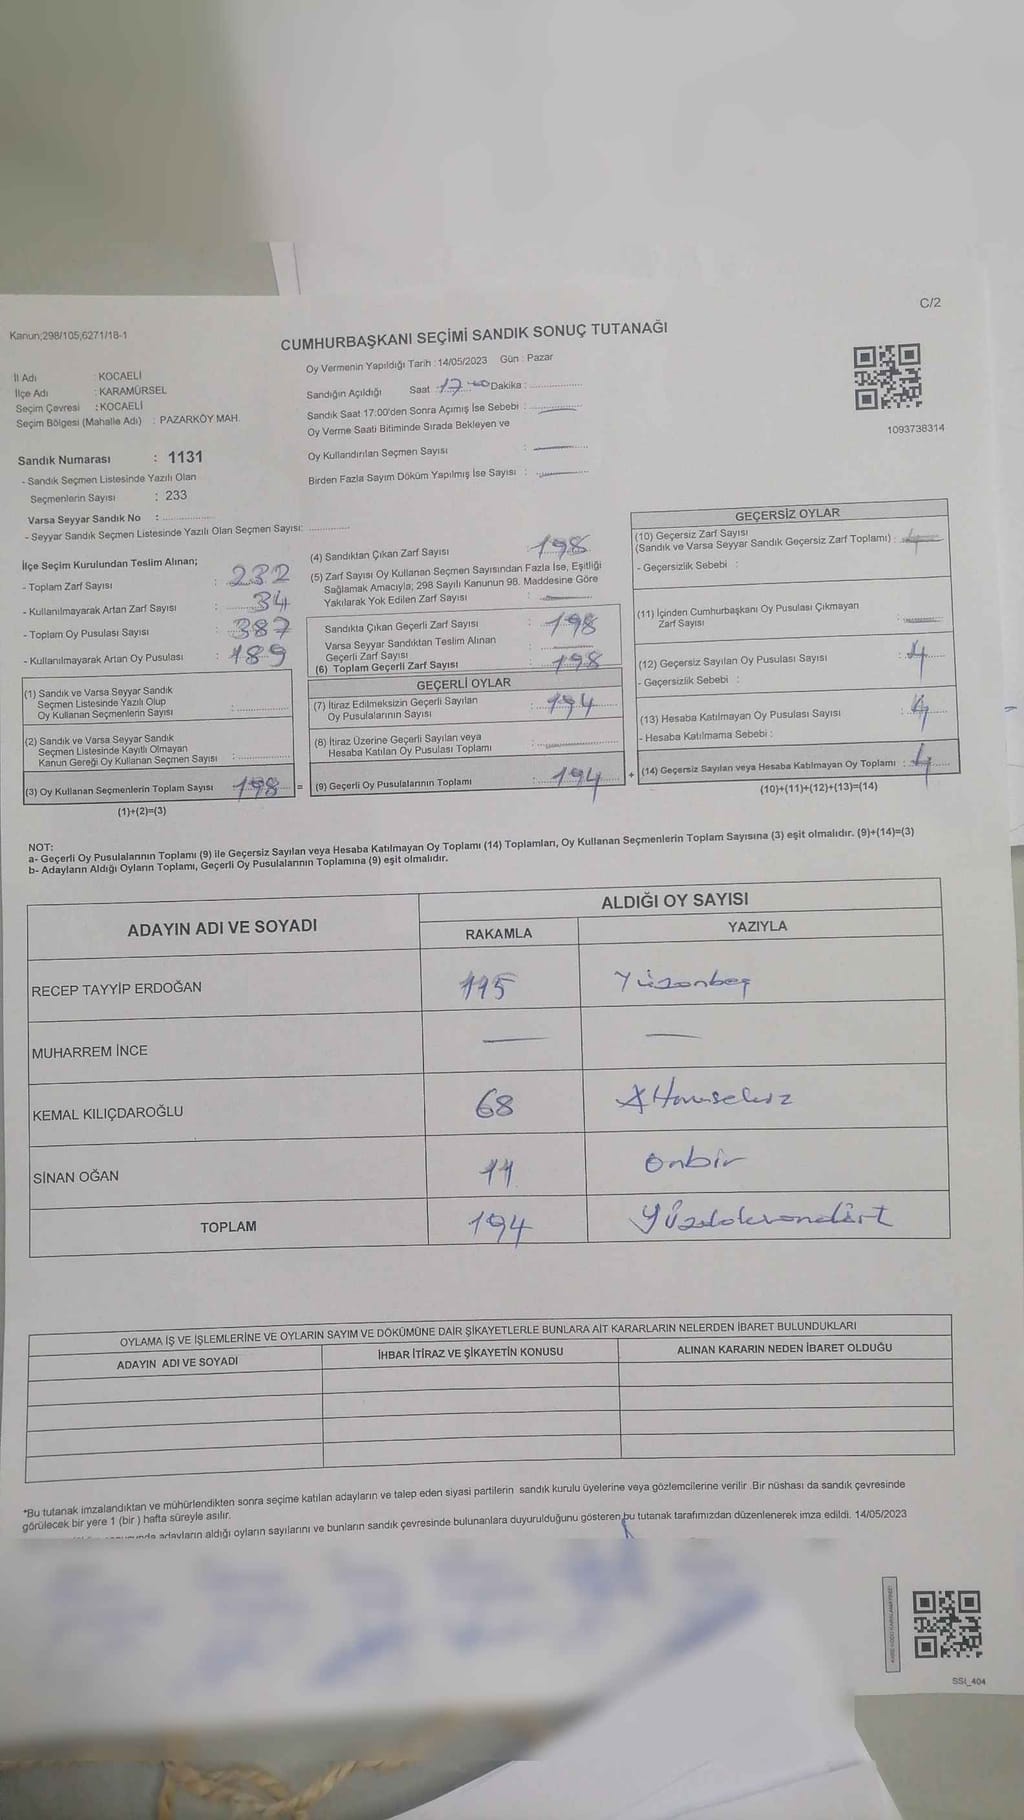 C/2
Kanun;298/105;6271/18-1
CUMHURBAŞKANI SEÇİMİ SANDIK SONUÇ TUTANAĞI
1093738314
İl Adı : KOCAELİ
İlçe Adı : KARAMÜRSEL
Seçim Çevresi : KOCAELİ
Seçim Bölgesi (Mahalle Adı) : PAZARKÖY MAH.
Sandık Numarası : 1131
- Sandık Seçmen Listesinde Yazılı Olan
Seçmenlerin Sayısı : 233
Varsa Seyyar Sandık No : ................
- Seyyar Sandık Seçmen Listesinde Yazılı Olan Seçmen Sayısı: ............
Oy Vermenin Yapıldığı Tarih : 14/05/2023 Gün : Pazar
Sandığın Açıldığı Saat : 17.00 Dakika : ...............
Sandık Saat 17:00'den Sonra Açımış İse Sebebi :
Oy Verme Saati Bitiminde Sırada Bekleyen ve
Oy Kullandırılan Seçmen Sayısı :
Birden Fazla Sayım Döküm Yapılmış İse Sayısı :
İlçe Seçim Kurulundan Teslim Alınan;
- Toplam Zarf Sayısı : 232
- Kullanılmayarak Artan Zarf Sayısı : 34
- Toplam Oy Pusulası Sayısı : 387
- Kullanılmayarak Artan Oy Pusulası : 189
(1) Sandık ve Varsa Seyyar Sandık
Seçmen Listesinde Yazılı Olup
Oy Kullanan Seçmenlerin Sayısı :
(2) Sandık ve Varsa Seyyar Sandık
Seçmen Listesinde Kayıtlı Olmayan
Kanun Gereği Oy Kullanan Seçmen Sayısı :
(3) Oy Kullanan Seçmenlerin Toplam Sayısı 198 =
(1)+(2)=(3)
(4) Sandıktan Çıkan Zarf Sayısı : 198
(5) Zarf Sayısı Oy Kullanan Seçmen Sayısından Fazla İse, Eşitliği
Sağlamak Amacıyla; 298 Sayılı Kanunun 98. Maddesine Göre
Yakılarak Yok Edilen Zarf Sayısı :
Sandıkta Çıkan Geçerli Zarf Sayısı : 198
Varsa Seyyar Sandıktan Teslim Alınan
Geçerli Zarf Sayısı :
(6) Toplam Geçerli Zarf Sayısı : 198
GEÇERLİ OYLAR
(7) İtiraz Edilmeksizin Geçerli Sayılan
Oy Pusulalarının Sayısı : 194
(8) İtiraz Üzerine Geçerli Sayılan veya
Hesaba Katılan Oy Pusulası Toplamı :
(9) Geçerli Oy Pusulalarının Toplamı : 194 +
GEÇERSİZ OYLAR
(10) Geçersiz Zarf Sayısı
(Sandık ve Varsa Seyyar Sandık Geçersiz Zarf Toplamı) :
- Geçersizlik Sebebi :
(11) İçinden Cumhurbaşkanı Oy Pusulası Çıkmayan
Zarf Sayısı :
(12) Geçersiz Sayılan Oy Pusulası Sayısı : 4
- Geçersizlik Sebebi :
(13) Hesaba Katılmayan Oy Pusulası Sayısı : 4
- Hesaba Katılmama Sebebi :
(14) Geçersiz Sayılan veya Hesaba Katılmayan Oy Toplamı : 4
(10)+(11)+(12)+(13)=(14)
NOT:
a- Geçerli Oy Pusulalarının Toplamı (9) ile Geçersiz Sayılan veya Hesaba Katılmayan Oy Toplamı (14) Toplamları, Oy Kullanan Seçmenlerin Toplam Sayısına (3) eşit olmalıdır. (9)+(14)=(3)
b- Adayların Aldığı Oyların Toplamı, Geçerli Oy Pusulalarının Toplamına (9) eşit olmalıdır.
ADAYIN ADI VE SOYADI
ALDIĞI OY SAYISI
RAKAMLA YAZIYLA
RECEP TAYYİP ERDOĞAN 115 Yüzonbeş
MUHARREM İNCE — —
KEMAL KILIÇDAROĞLU 68
SİNAN OĞAN 11 Onbir
TOPLAM 194 Yüzdoksandört
OYLAMA İŞ VE İŞLEMLERİNE VE OYLARIN SAYIM VE DÖKÜMÜNE DAİR ŞİKAYETLERLE BUNLARA AİT KARARLARIN NELERDEN İBARET BULUNDUKLARI
ADAYIN ADI VE SOYADI İHBAR İTİRAZ VE ŞİKAYETİN KONUSU ALINAN KARARIN NEDEN İBARET OLDUĞU
*Bu tutanak imzalandıktan ve mühürlendikten sonra seçime katılan adayların ve talep eden siyasi partilerin sandık kurulu üyelerine veya gözlemcilerine verilir .Bir nüshası da sandık çevresinde
görülecek bir yere 1 (bir ) hafta süreyle asılır.
adayların aldığı oyların sayılarını ve bunların sandık çevresinde bulunanlara duyurulduğunu gösteren bu tutanak tarafımızdan düzenlenerek imza edildi. 14/05/2023
SSI_404